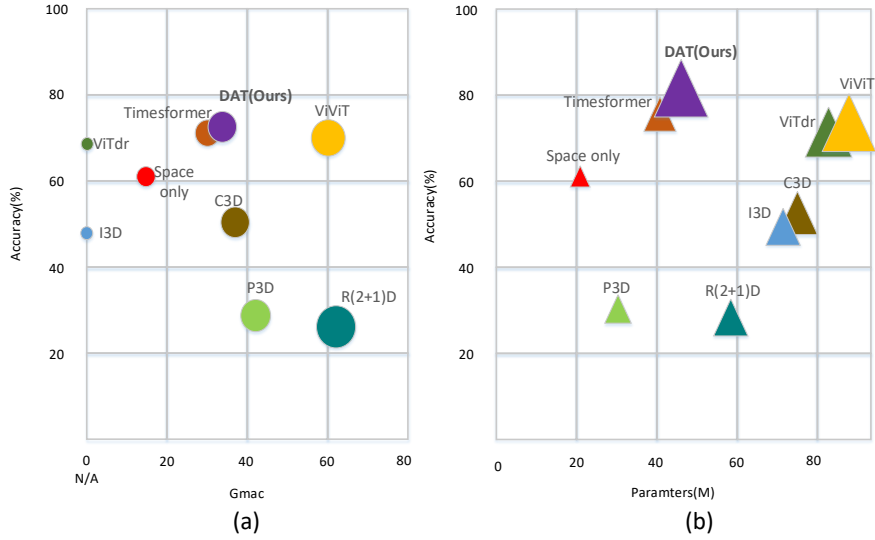 100
80
60
40
20
0
N/A
20
40
60
80
Accuracy(%)
Gmac
DAT(Ours)
Timesformer
ViViT
ViTdr
Space
only
C3D
I3D
P3D
R(2+1)D
(a)
100
80
60
40
20
0
20
40
60
80
Accuracy(%)
Paramters(M)
DAT(Ours)
ViViT
Timesformer
ViTdr
Space only
C3D
I3D
P3D
R(2+1)D
(b)